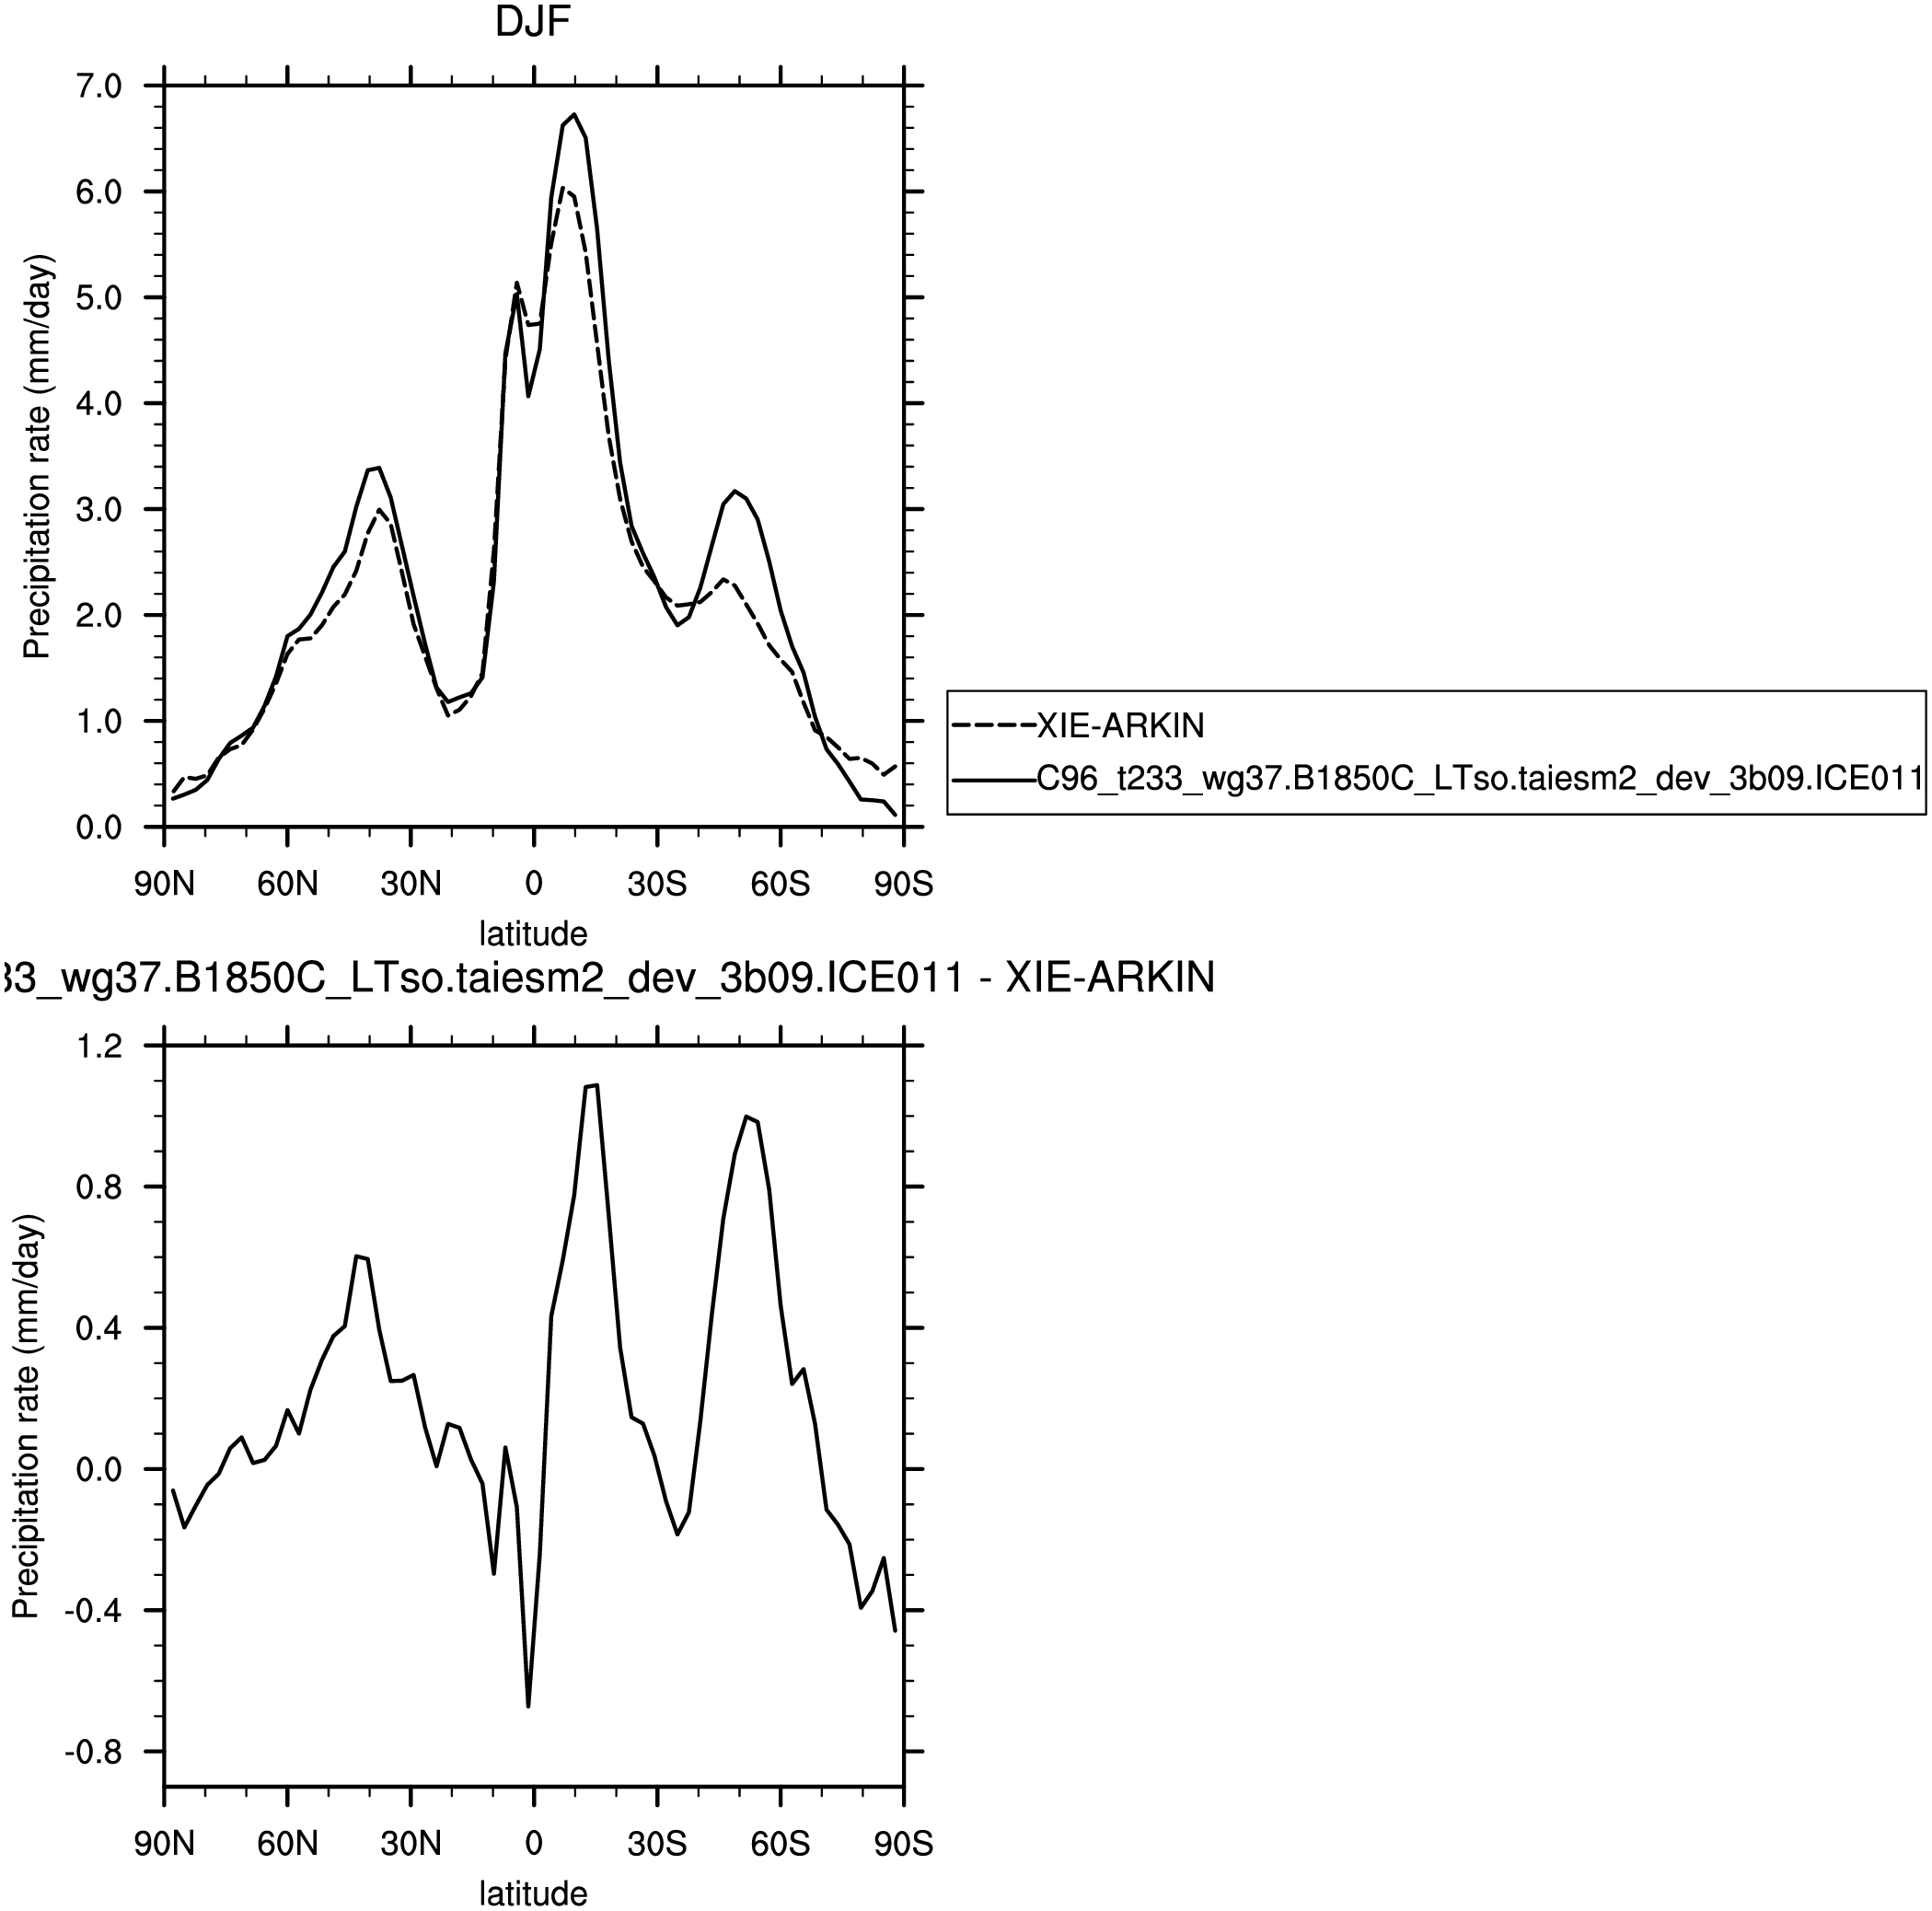 DJF
Precipitation rate (mm/day)
7.0
6.0
5.0
4.0
3.0
2.0
1.0
0.0
90N 60N 30N 0 30S 60S 90S
latitude
XIE-ARKIN
C96_t233_wg37.B1850C_LTso.taiesm2_dev_3b09.ICE011
33_wg37.B1850C_LTso.taiesm2_dev_3b09.ICE011 - XIE-ARKIN
Precipitation rate (mm/day)
1.2
0.8
0.4
0.0
-0.4
-0.8
90N 60N 30N 0 30S 60S 90S
latitude